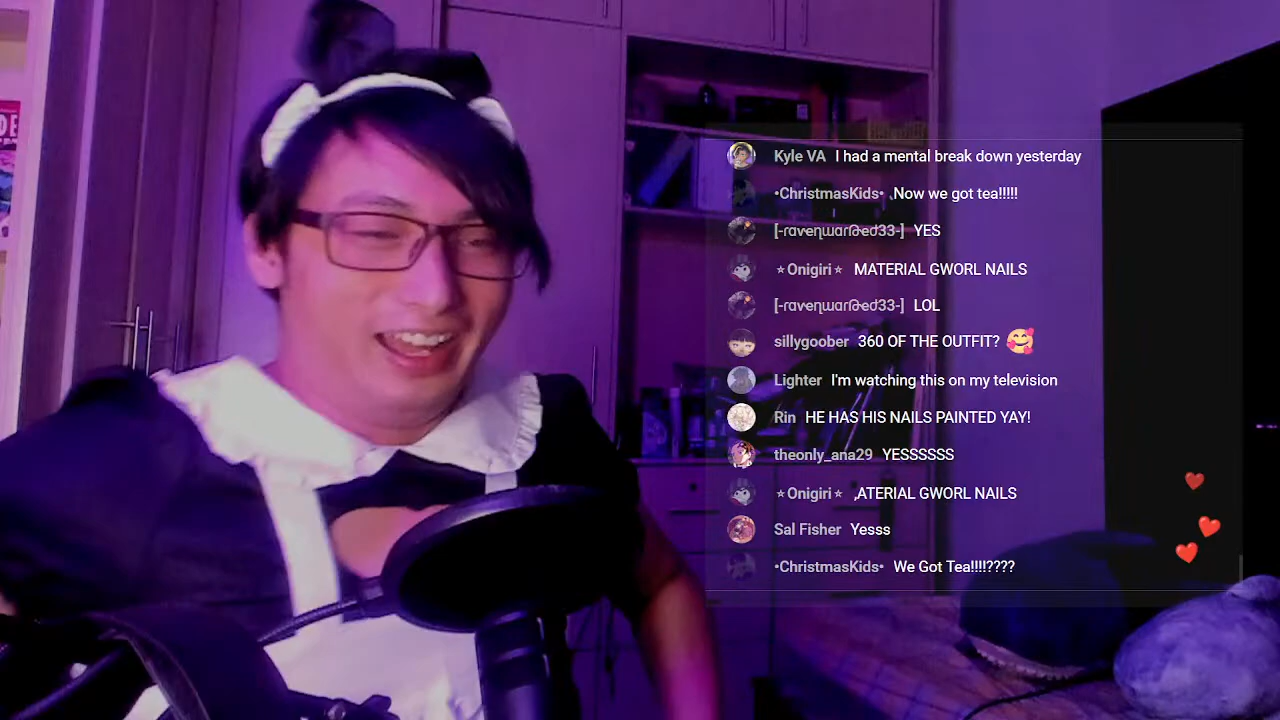 DE
Kyle VA I had a mental break down yesterday
•ChristmasKids• Now we got tea!!!!!
YES
⭐Onigiri⭐ MATERIAL GWORL NAILS
LOL
sillygoober 360 OF THE OUTFIT? 🥰
Lighter I'm watching this on my television
Rin HE HAS HIS NAILS PAINTED YAY!
theonly_ana29 YESSSSSS
⭐Onigiri⭐ ,ATERIAL GWORL NAILS
Sal Fisher Yesss
•ChristmasKids• We Got Tea!!!!????